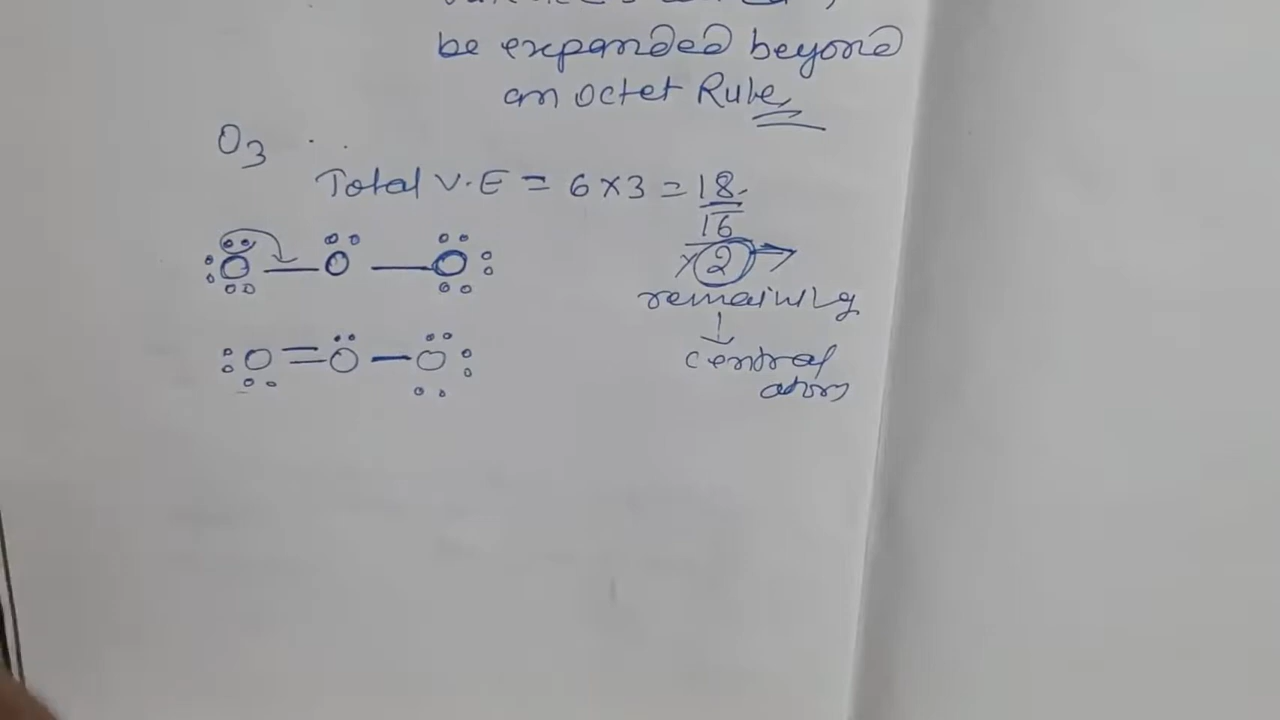 be expanded beyond
an octet Rule
O3
Total V.E = 6 x 3 = 18
16
2
remaining
central
atom
O — O — O
O = O — O